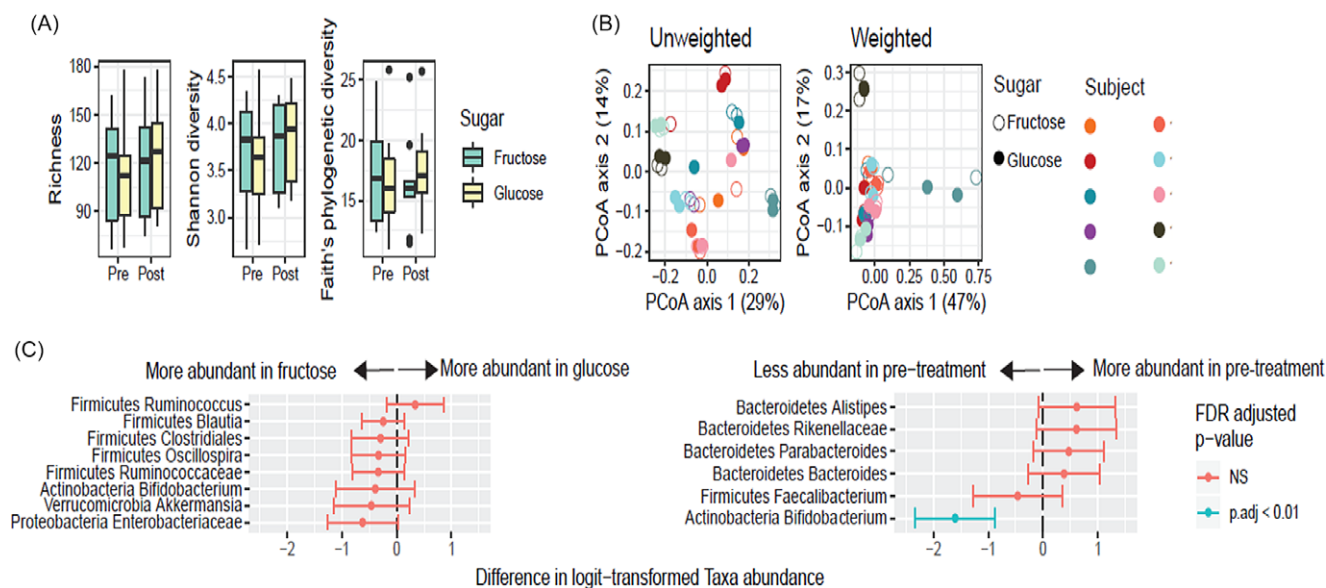 (A)
Richness
180
150
120
90
Pre Post
Shannon diversity
4.5
4.0
3.5
3.0
Pre Post
Faith's phylogenetic diversity
25
20
15
Pre Post
Sugar
Fructose
Glucose
(B)
Unweighted
PCoA axis 2 (14%)
0.2
0.1
0.0
-0.1
-0.2
-0.2 0.0 0.2
PCoA axis 1 (29%)
Weighted
PCoA axis 2 (17%)
0.3
0.2
0.1
0.0
-0.1
0.00 0.25 0.50 0.75
PCoA axis 1 (47%)
Sugar
Fructose
Glucose
Subject
(C)
More abundant in fructose
More abundant in glucose
Firmicutes Ruminococcus
Firmicutes Blautia
Firmicutes Clostridiales
Firmicutes Oscillospira
Firmicutes Ruminococcaceae
Actinobacteria Bifidobacterium
Verrucomicrobia Akkermansia
Proteobacteria Enterobacteriaceae
-2 -1 0 1
Less abundant in pre-treatment
More abundant in pre-treatment
Bacteroidetes Alistipes
Bacteroidetes Rikenellaceae
Bacteroidetes Parabacteroides
Bacteroidetes Bacteroides
Firmicutes Faecalibacterium
Actinobacteria Bifidobacterium
-2 -1 0 1
FDR adjusted
p-value
NS
p.adj < 0.01
Difference in logit-transformed Taxa abundance